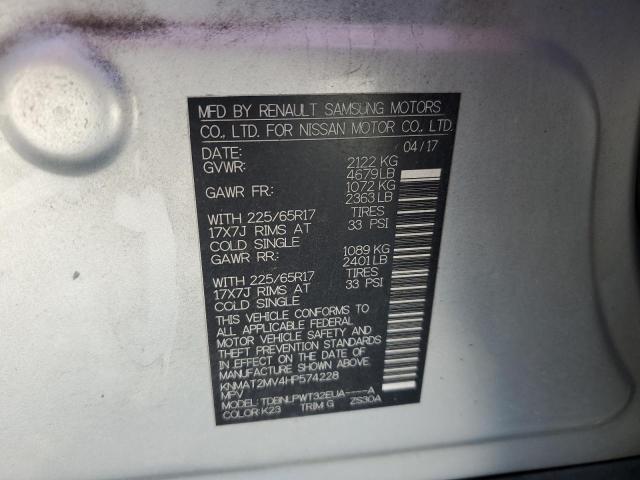 MFD BY RENAULT SAMSUNG MOTORS
CO., LTD. FOR NISSAN MOTOR CO., LTD.
DATE: 04/17
GVWR: 2122 KG
4679 LB
GAWR FR: 1072 KG
2363 LB
WITH 225/65R17 TIRES
17X7J RIMS AT 33 PSI
COLD SINGLE
GAWR RR: 1089 KG
2401 LB
WITH 225/65R17 TIRES
17X7J RIMS AT 33 PSI
COLD SINGLE
THIS VEHICLE CONFORMS TO
ALL APPLICABLE FEDERAL
MOTOR VEHICLE SAFETY AND
THEFT PREVENTION STANDARDS
IN EFFECT ON THE DATE OF
MANUFACTURE SHOWN ABOVE
KNMAT2MV4HP574228
MPV
MODEL: TDBNLPWT32EUA----A
COLOR: K23 TRIM: G ZS30A